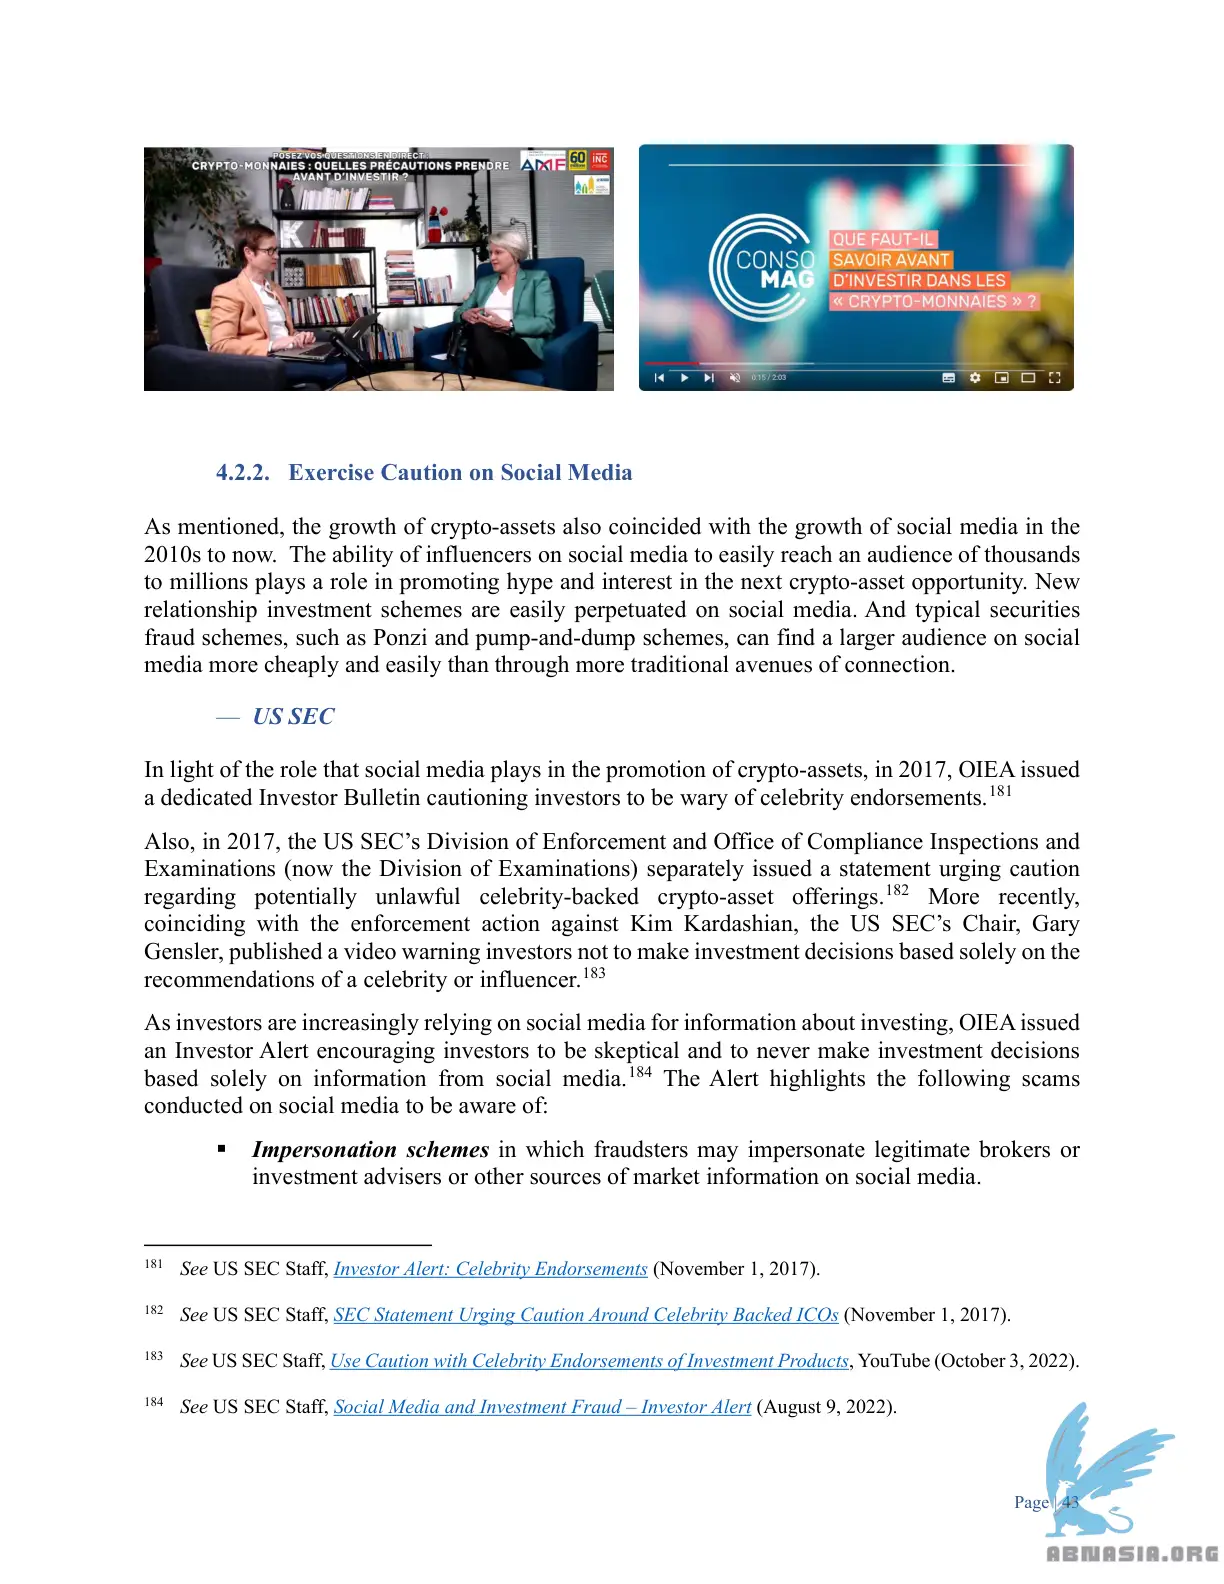 POSEZ VOS QUESTIONS EN DIRECT :
CRYPTO-MONNAIES : QUELLES PRÉCAUTIONS PRENDRE
AVANT D'INVESTIR ?
AMF
60
INC
K
CONSO
MAG
QUE FAUT-IL
SAVOIR AVANT
D'INVESTIR DANS LES
« CRYPTO-MONNAIES » ?
0:15 / 2:03
4.2.2. Exercise Caution on Social Media
As mentioned, the growth of crypto-assets also coincided with the growth of social media in the
2010s to now. The ability of influencers on social media to easily reach an audience of thousands
to millions plays a role in promoting hype and interest in the next crypto-asset opportunity. New
relationship investment schemes are easily perpetuated on social media. And typical securities
fraud schemes, such as Ponzi and pump-and-dump schemes, can find a larger audience on social
media more cheaply and easily than through more traditional avenues of connection.
— US SEC
In light of the role that social media plays in the promotion of crypto-assets, in 2017, OIEA issued
a dedicated Investor Bulletin cautioning investors to be wary of celebrity endorsements.181
Also, in 2017, the US SEC’s Division of Enforcement and Office of Compliance Inspections and
Examinations (now the Division of Examinations) separately issued a statement urging caution
regarding potentially unlawful celebrity-backed crypto-asset offerings.182 More recently,
coinciding with the enforcement action against Kim Kardashian, the US SEC’s Chair, Gary
Gensler, published a video warning investors not to make investment decisions based solely on the
recommendations of a celebrity or influencer.183
As investors are increasingly relying on social media for information about investing, OIEA issued
an Investor Alert encouraging investors to be skeptical and to never make investment decisions
based solely on information from social media.184 The Alert highlights the following scams
conducted on social media to be aware of:
▪ Impersonation schemes in which fraudsters may impersonate legitimate brokers or
investment advisers or other sources of market information on social media.
181 See US SEC Staff, Investor Alert: Celebrity Endorsements (November 1, 2017).
182 See US SEC Staff, SEC Statement Urging Caution Around Celebrity Backed ICOs (November 1, 2017).
183 See US SEC Staff, Use Caution with Celebrity Endorsements of Investment Products, YouTube (October 3, 2022).
184 See US SEC Staff, Social Media and Investment Fraud – Investor Alert (August 9, 2022).
Page | 43
ABNASIA.ORG